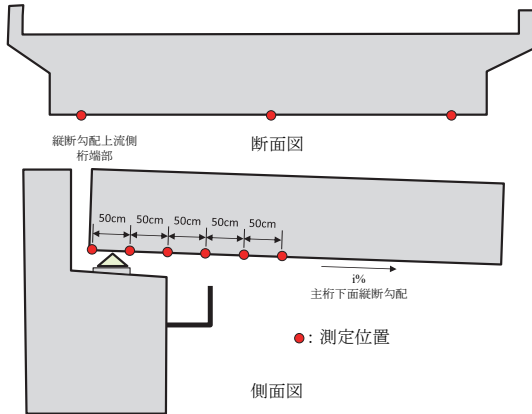 縦断勾配上流側
桁端部
断面図
50cm
50cm
50cm
50cm
50cm
i%
主桁下面縦断勾配
: 測定位置
側面図